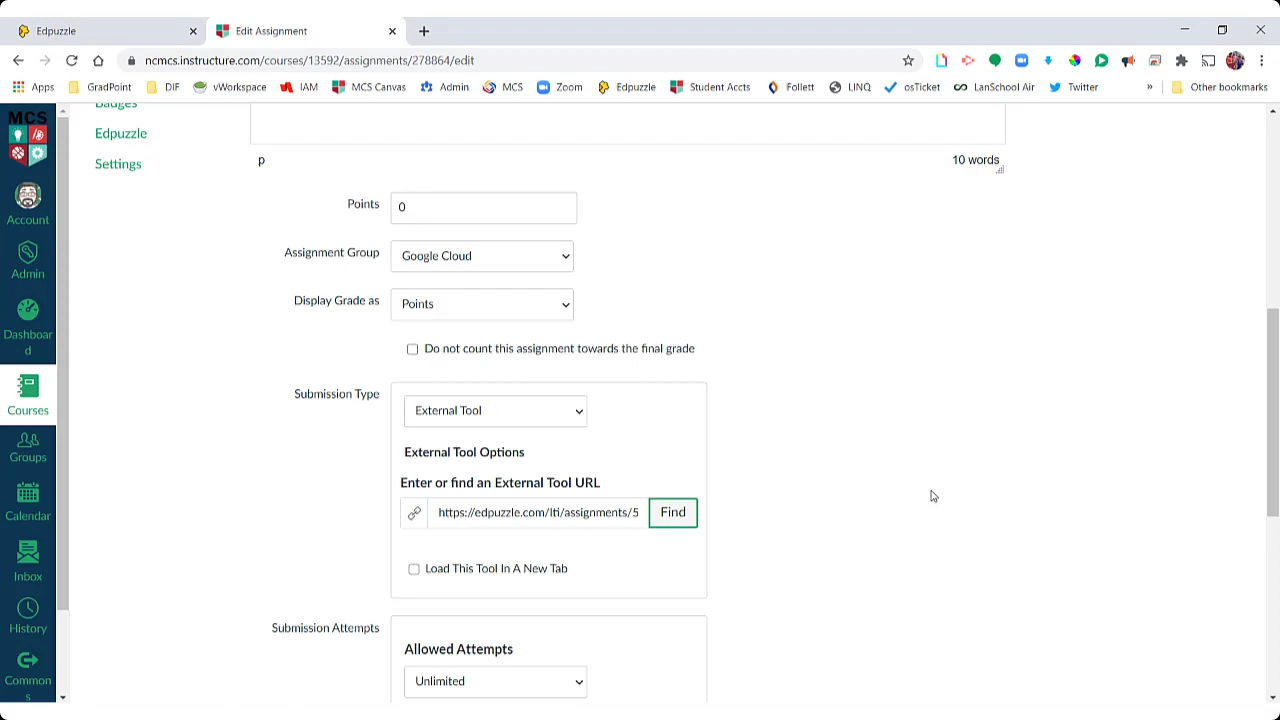 Edpuzzle
Edit Assignment
ncmcs.instructure.com/courses/13592/assignments/278864/edit
Apps GradPoint DIF vWorkspace IAM MCS Canvas Admin MCS Zoom Edpuzzle Student Accts Follett LINQ osTicket LanSchool Air Twitter » Other bookmarks
MCS
Account
Admin
Dashboar
d
Courses
Groups
Calendar
Inbox
History
Common
s
Badges
Edpuzzle
Settings
p
10 words
Points
0
Assignment Group
Google Cloud
Display Grade as
Points
Do not count this assignment towards the final grade
Submission Type
External Tool
External Tool Options
Enter or find an External Tool URL
https://edpuzzle.com/lti/assignments/5
Find
Load This Tool In A New Tab
Submission Attempts
Allowed Attempts
Unlimited